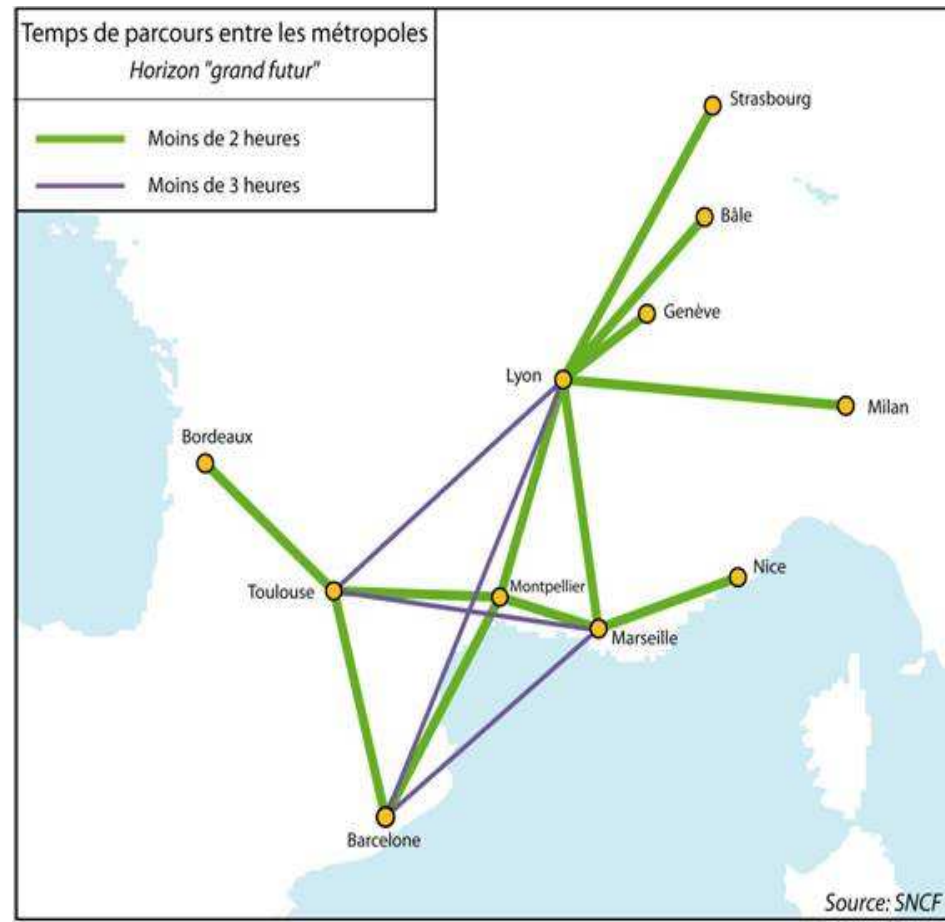 Temps de parcours entre les métropoles
Horizon "grand futur"
Moins de 2 heures
Moins de 3 heures
Strasbourg
Bâle
Genève
Lyon
Milan
Bordeaux
Nice
Toulouse
Montpellier
Marseille
Barcelone
Source: SNCF